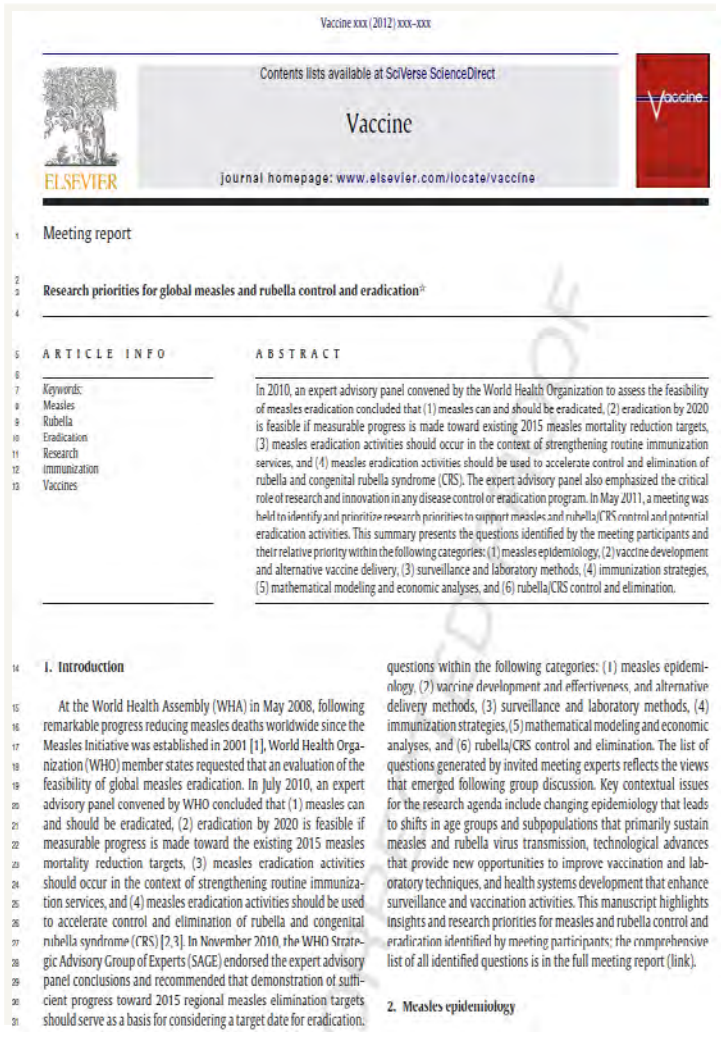 Vaccine xxx (2012) xxx–xxx
Contents lists available at SciVerse ScienceDirect
Vaccine
journal homepage: www.elsevier.com/locate/vaccine
ELSEVIER
Vaccine
1 Meeting report
2
3 Research priorities for global measles and rubella control and eradication☆
4
5 ARTICLE INFO
6
7 Keywords:
8 Measles
9 Rubella
10 Eradication
11 Research
12 Immunization
13 Vaccines
ABSTRACT
In 2010, an expert advisory panel convened by the World Health Organization to assess the feasibility
of measles eradication concluded that (1) measles can and should be eradicated, (2) eradication by 2020
is feasible if measurable progress is made toward existing 2015 measles mortality reduction targets,
(3) measles eradication activities should occur in the context of strengthening routine immunization
services, and (4) measles eradication activities should be used to accelerate control and elimination of
rubella and congenital rubella syndrome (CRS). The expert advisory panel also emphasized the critical
role of research and innovation in any disease control or eradication program. In May 2011, a meeting was
held to identify and prioritize research priorities to support measles and rubella/CRS control and potential
eradication activities. This summary presents the questions identified by the meeting participants and
their relative priority within the following categories: (1) measles epidemiology, (2) vaccine development
and alternative vaccine delivery, (3) surveillance and laboratory methods, (4) immunization strategies,
(5) mathematical modeling and economic analyses, and (6) rubella/CRS control and elimination.
14 1. Introduction
15 At the World Health Assembly (WHA) in May 2008, following
16 remarkable progress reducing measles deaths worldwide since the
17 Measles Initiative was established in 2001 [1], World Health Orga-
18 nization (WHO) member states requested that an evaluation of the
19 feasibility of global measles eradication. In July 2010, an expert
20 advisory panel convened by WHO concluded that (1) measles can
21 and should be eradicated, (2) eradication by 2020 is feasible if
22 measurable progress is made toward the existing 2015 measles
23 mortality reduction targets, (3) measles eradication activities
24 should occur in the context of strengthening routine immuniza-
25 tion services, and (4) measles eradication activities should be used
26 to accelerate control and elimination of rubella and congenital
27 rubella syndrome (CRS) [2,3]. In November 2010, the WHO Strate-
28 gic Advisory Group of Experts (SAGE) endorsed the expert advisory
29 panel conclusions and recommended that demonstration of suffi-
30 cient progress toward 2015 regional measles elimination targets
31 should serve as a basis for considering a target date for eradication.
questions within the following categories: (1) measles epidemi-
ology, (2) vaccine development and effectiveness, and alternative
delivery methods, (3) surveillance and laboratory methods, (4)
immunization strategies, (5) mathematical modeling and economic
analyses, and (6) rubella/CRS control and elimination. The list of
questions generated by invited meeting experts reflects the views
that emerged following group discussion. Key contextual issues
for the research agenda include changing epidemiology that leads
to shifts in age groups and subpopulations that primarily sustain
measles and rubella virus transmission, technological advances
that provide new opportunities to improve vaccination and lab-
oratory techniques, and health systems development that enhance
surveillance and vaccination activities. This manuscript highlights
insights and research priorities for measles and rubella control and
eradication identified by meeting participants; the comprehensive
list of all identified questions is in the full meeting report (link).
2. Measles epidemiology
ORRECTED PROOF